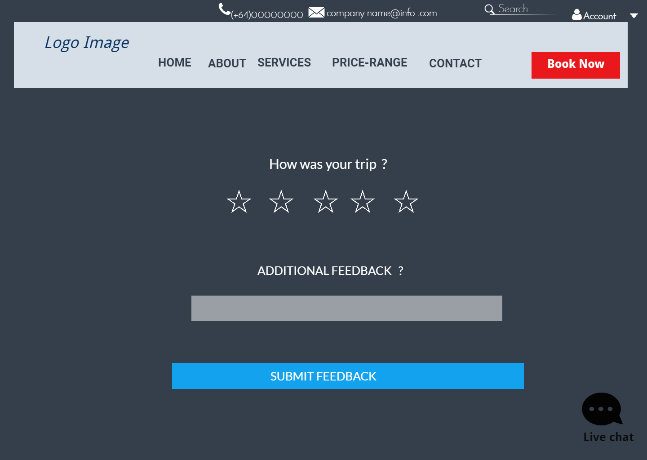 (+64)00000000 company name@info .com Search Account
Logo Image
HOME ABOUT SERVICES PRICE-RANGE CONTACT Book Now
How was your trip ?
ADDITIONAL FEEDBACK ?
SUBMIT FEEDBACK
Live chat